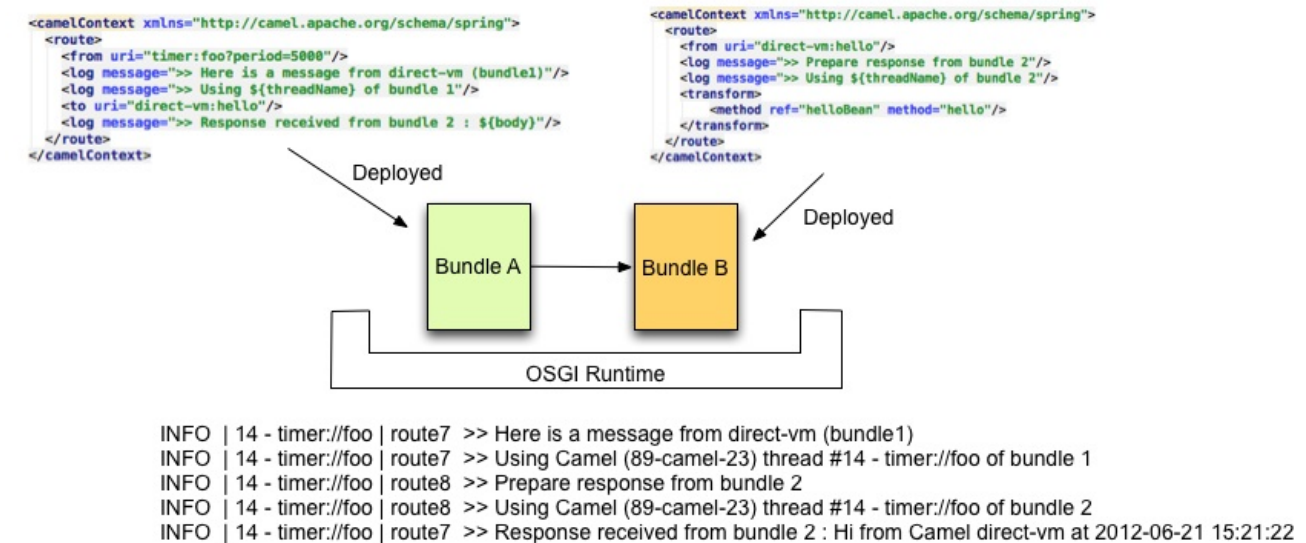 <camelContext xmlns="http://camel.apache.org/schema/spring">
<route>
<from uri="timer:foo?period=5000"/>
<log message=">> Here is a message from direct-vm (bundle1)"/>
<log message=">> Using ${threadName} of bundle 1"/>
<to uri="direct-vm:hello"/>
<log message=">> Response received from bundle 2 : ${body}"/>
</route>
</camelContext>
<camelContext xmlns="http://camel.apache.org/schema/spring">
<route>
<from uri="direct-vm:hello"/>
<log message=">> Prepare response from bundle 2"/>
<log message=">> Using ${threadName} of bundle 2"/>
<transform>
<method ref="helloBean" method="hello"/>
</transform>
</route>
</camelContext>
Deployed
Deployed
Bundle A
Bundle B
OSGI Runtime
INFO | 14 - timer://foo | route7 >> Here is a message from direct-vm (bundle1)
INFO | 14 - timer://foo | route7 >> Using Camel (89-camel-23) thread #14 - timer://foo of bundle 1
INFO | 14 - timer://foo | route8 >> Prepare response from bundle 2
INFO | 14 - timer://foo | route8 >> Using Camel (89-camel-23) thread #14 - timer://foo of bundle 2
INFO | 14 - timer://foo | route7 >> Response received from bundle 2 : Hi from Camel direct-vm at 2012-06-21 15:21:22